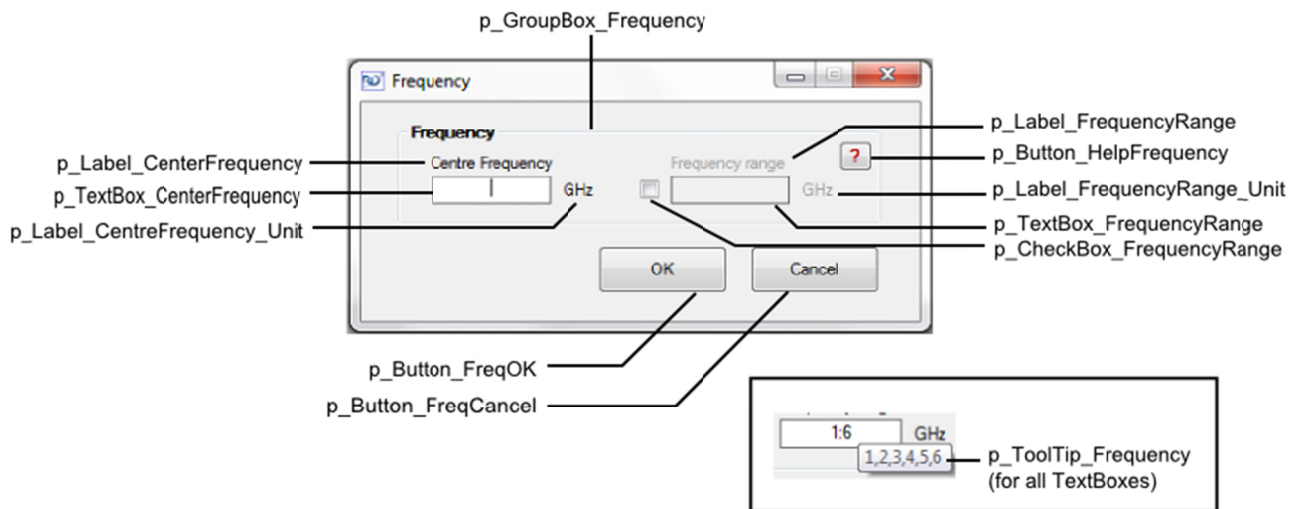 p_GroupBox_Frequency
Frequency
Frequency
p_Label_CenterFrequency
Centre Frequency
Frequency range
?
p_Label_FrequencyRange
p_Button_HelpFrequency
p_TextBox_CenterFrequency
GHz
GHz
p_Label_FrequencyRange_Unit
p_Label_CentreFrequency_Unit
p_TextBox_FrequencyRange
p_CheckBox_FrequencyRange
OK
Cancel
p_Button_FreqOK
p_Button_FreqCancel
1:6
GHz
1,2,3,4,5,6
p_ToolTip_Frequency
(for all TextBoxes)